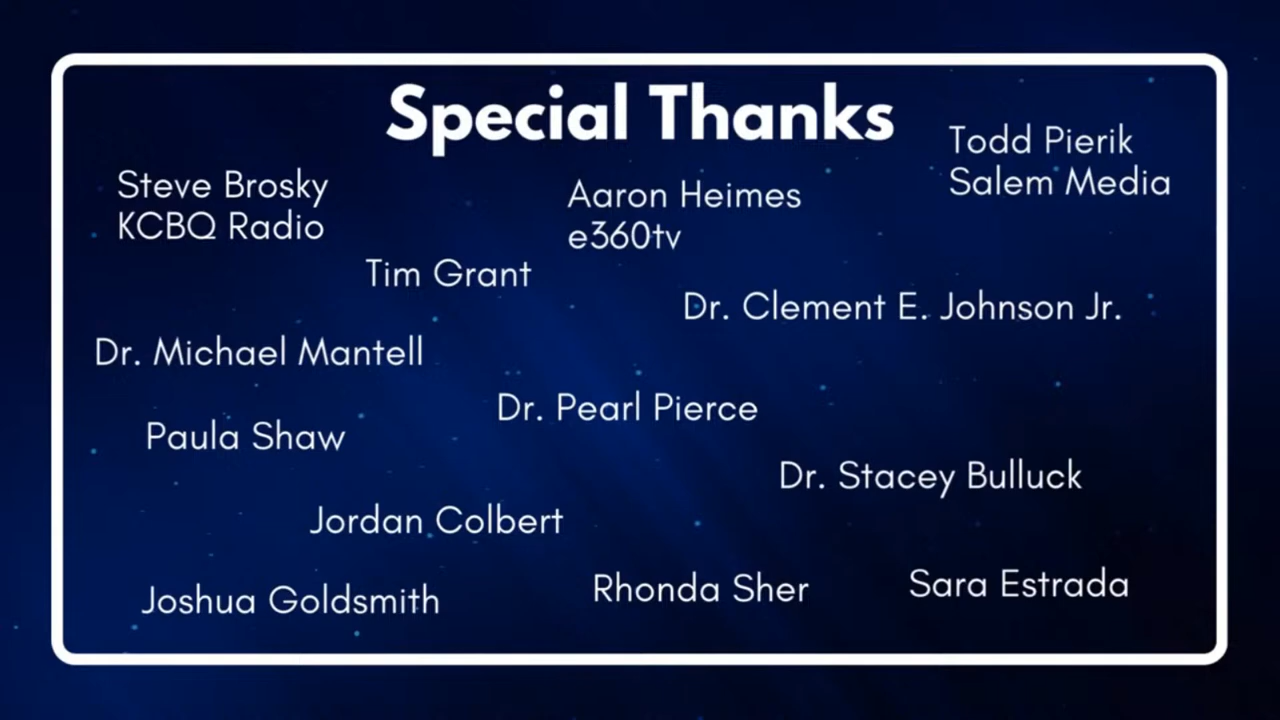 Special Thanks
Todd Pierik
Salem Media
Steve Brosky
KCBQ Radio
Aaron Heimes
e360tv
Tim Grant
Dr. Clement E. Johnson Jr.
Dr. Michael Mantell
Dr. Pearl Pierce
Paula Shaw
Dr. Stacey Bulluck
Jordan Colbert
Joshua Goldsmith
Rhonda Sher
Sara Estrada